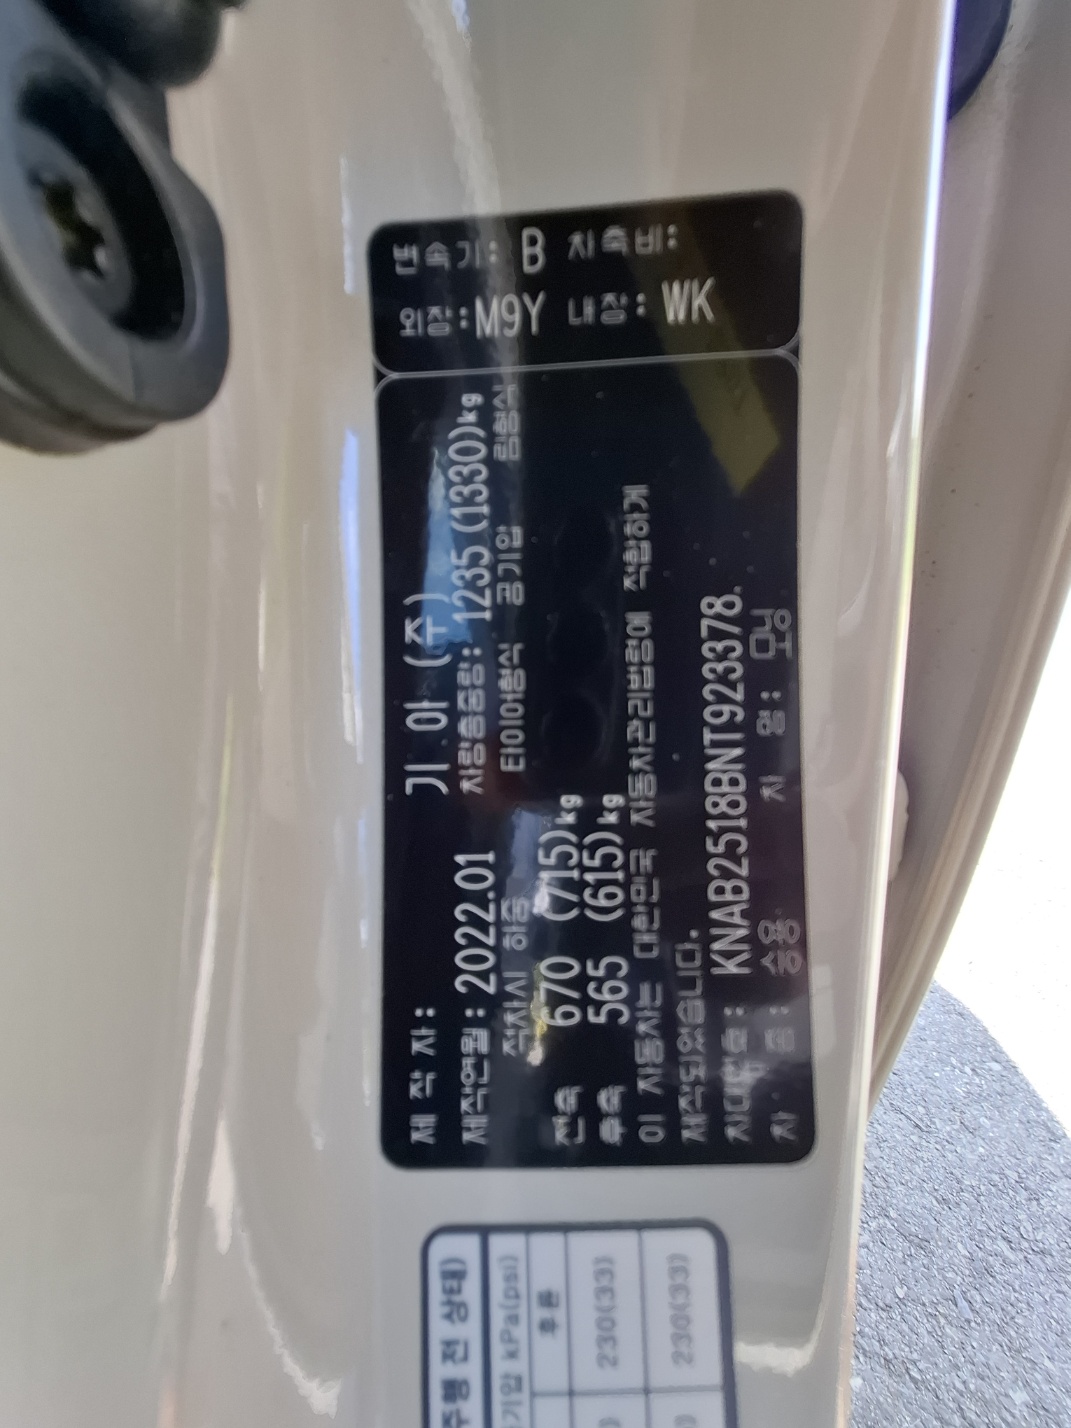 제 작 자 : 기 아 (주)
제작연월 : 2022.01 차량총중량: 1235 (1330)kg
적차시 하중 타이어형식 공기압 림형식
전축 670 (715)kg
후축 565 (615)kg
이 자동차는 대한민국 자동차관리법령에 적합하게
제작되었습니다.
차대번호 : KNAB2518BNT923378.
차 종 : 승용 차 명 : 모닝
변속기: B 차축비:
외장:M9Y 내장: WK
주행 전 상태)
기압 kPa(psi)
후륜
230(33)
230(33)